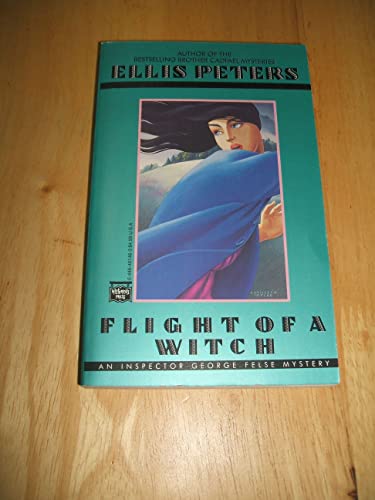 AUTHOR OF THE
BESTSELLING BROTHER CADFAEL MYSTERIES
ELLIS PETERS
FLIGHT OF A
WITCH
AN INSPECTOR GEORGE FELSE MYSTERY